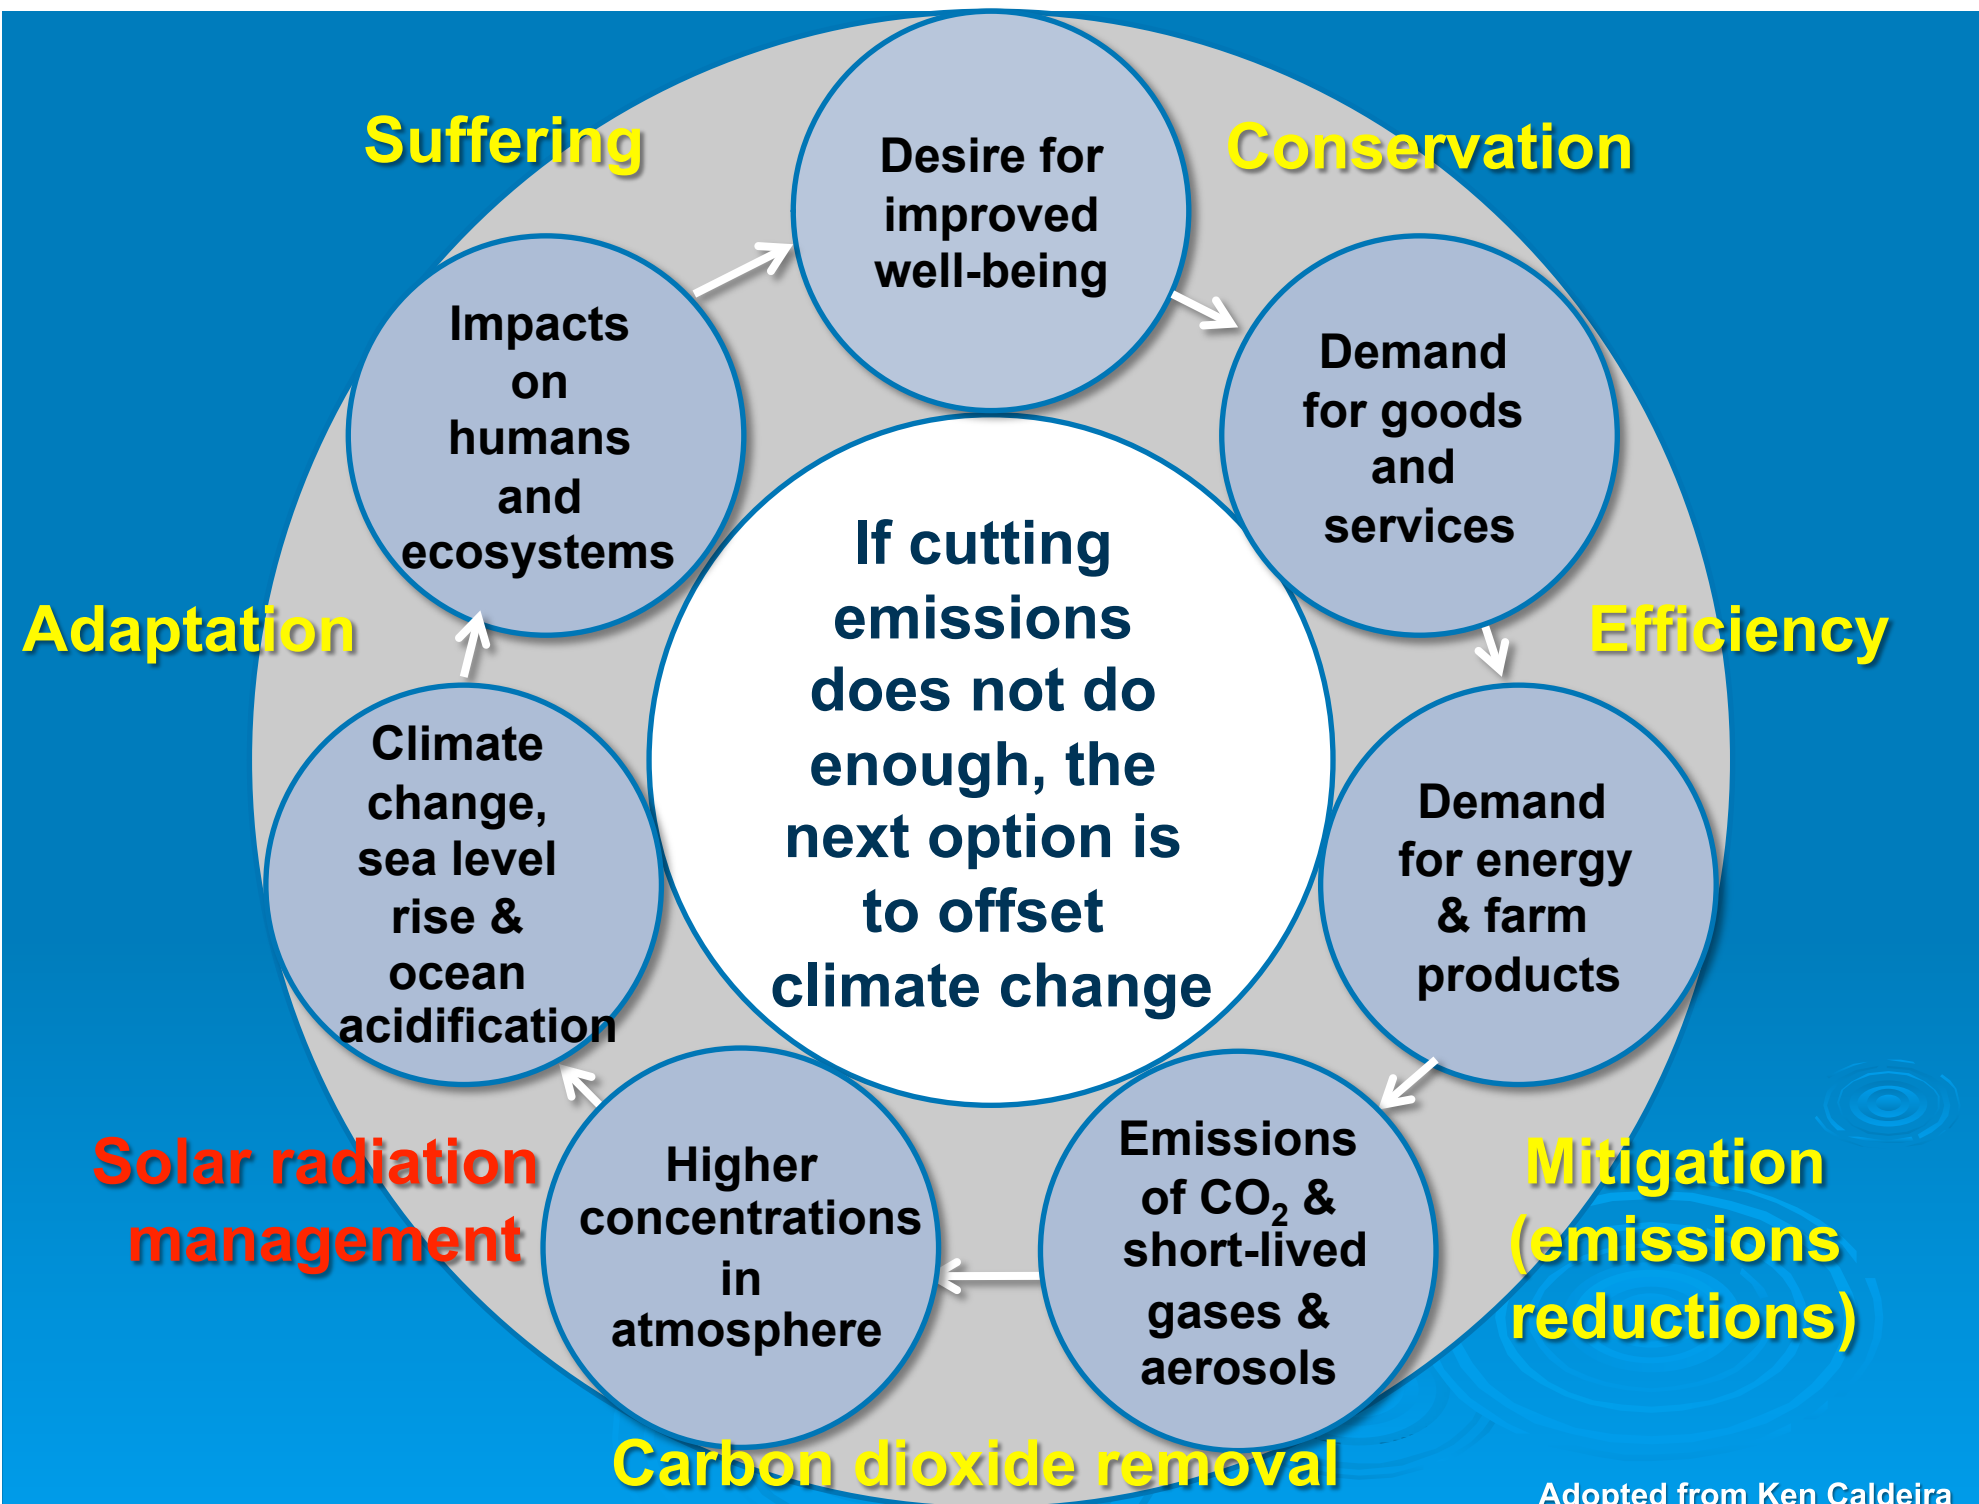 Desire for
improved
well-being
Conservation
Demand
for goods
and
services
Efficiency
Demand
for energy
& farm
products
Mitigation
(emissions
reductions)
Emissions
of CO₂ &
short-lived
gases &
aerosols
Carbon dioxide removal
Higher
concentrations
in
atmosphere
Solar radiation
management
Climate
change,
sea level
rise &
ocean
acidification
Adaptation
Impacts
on
humans
and
ecosystems
Suffering
If cutting
emissions
does not do
enough, the
next option is
to offset
climate change
Adopted from Ken Caldeira